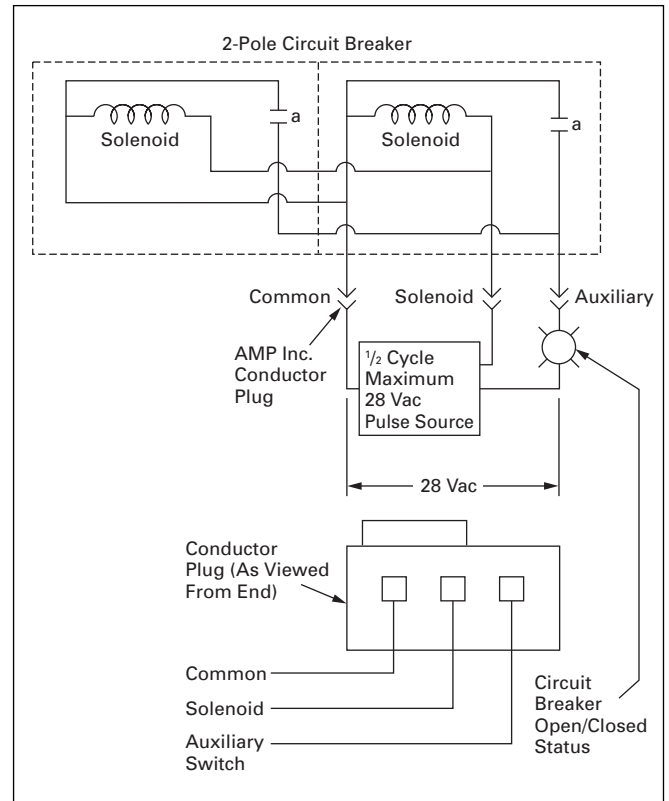 2-Pole Circuit Breaker
Solenoid
a
Solenoid
a
Common
Solenoid
Auxiliary
AMP Inc.
Conductor
Plug
1/2 Cycle
Maximum
28 Vac
Pulse Source
28 Vac
Conductor
Plug (As Viewed
From End)
Common
Solenoid
Auxiliary
Switch
Circuit
Breaker
Open/Closed
Status